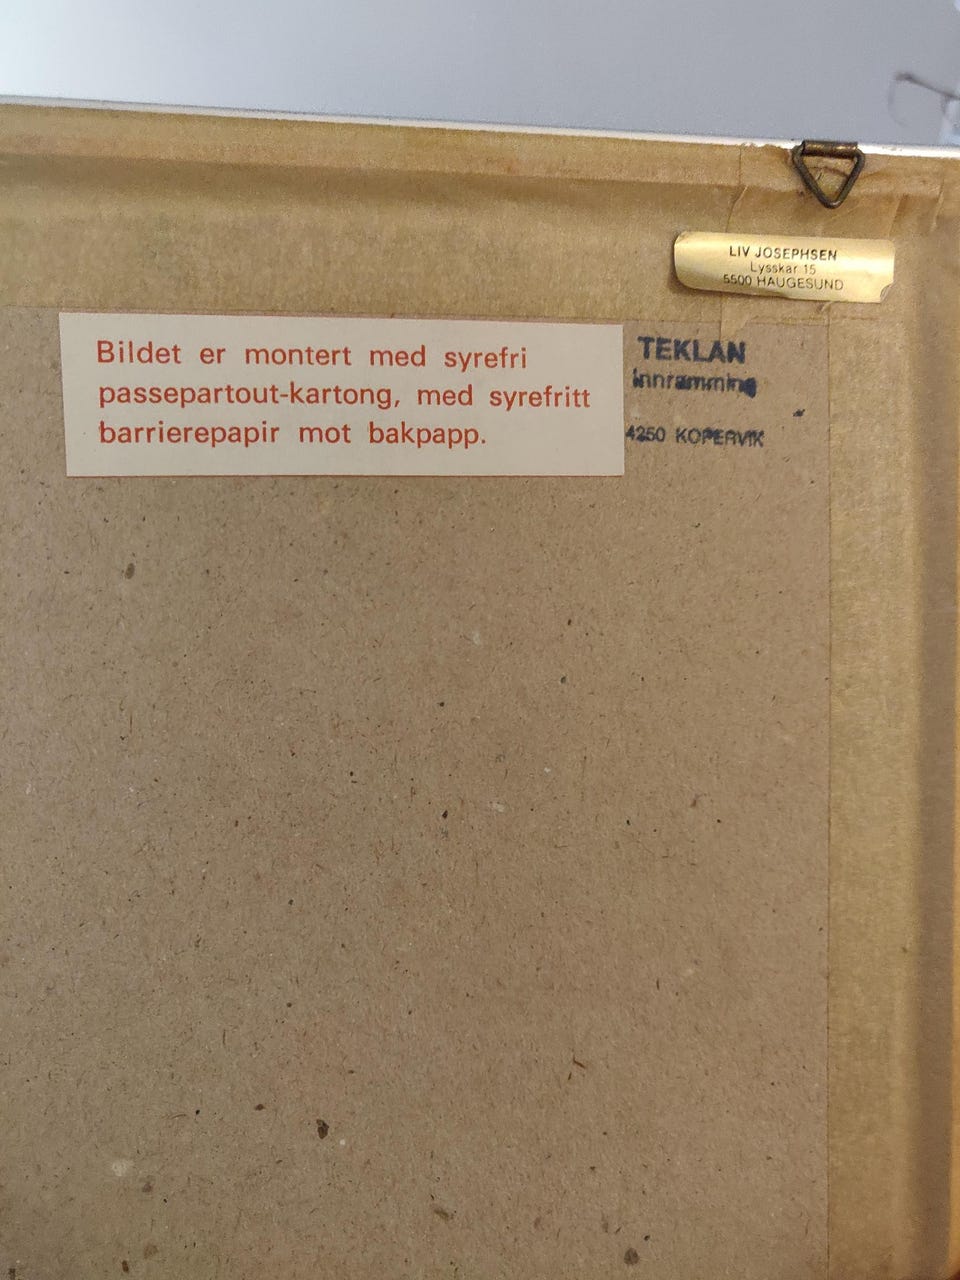 LIV JOSEPHSEN
Lysskar 15
5500 HAUGESUND
Bildet er montert med syrefri
passepartout-kartong, med syrefritt
barrierepapir mot bakpapp.
TEKLAN
innramming
4250 KOPERVIK